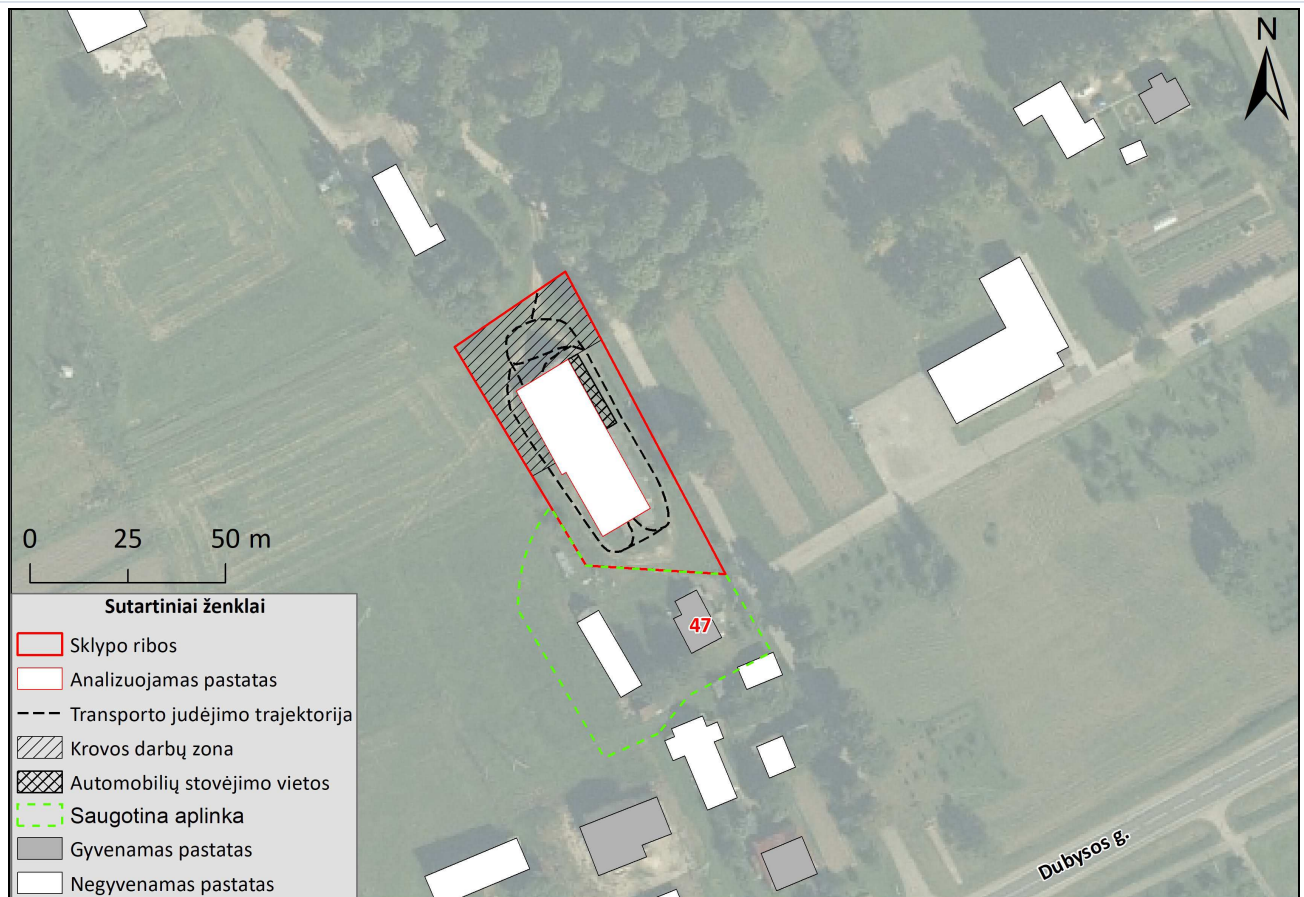 N
47
0 25 50 m
Sutartiniai ženklai
Sklypo ribos
Analizuojamas pastatas
Transporto judėjimo trajektorija
Krovos darbų zona
Automobilių stovėjimo vietos
Saugotina aplinka
Gyvenamas pastatas
Negyvenamas pastatas
Dubysos g.